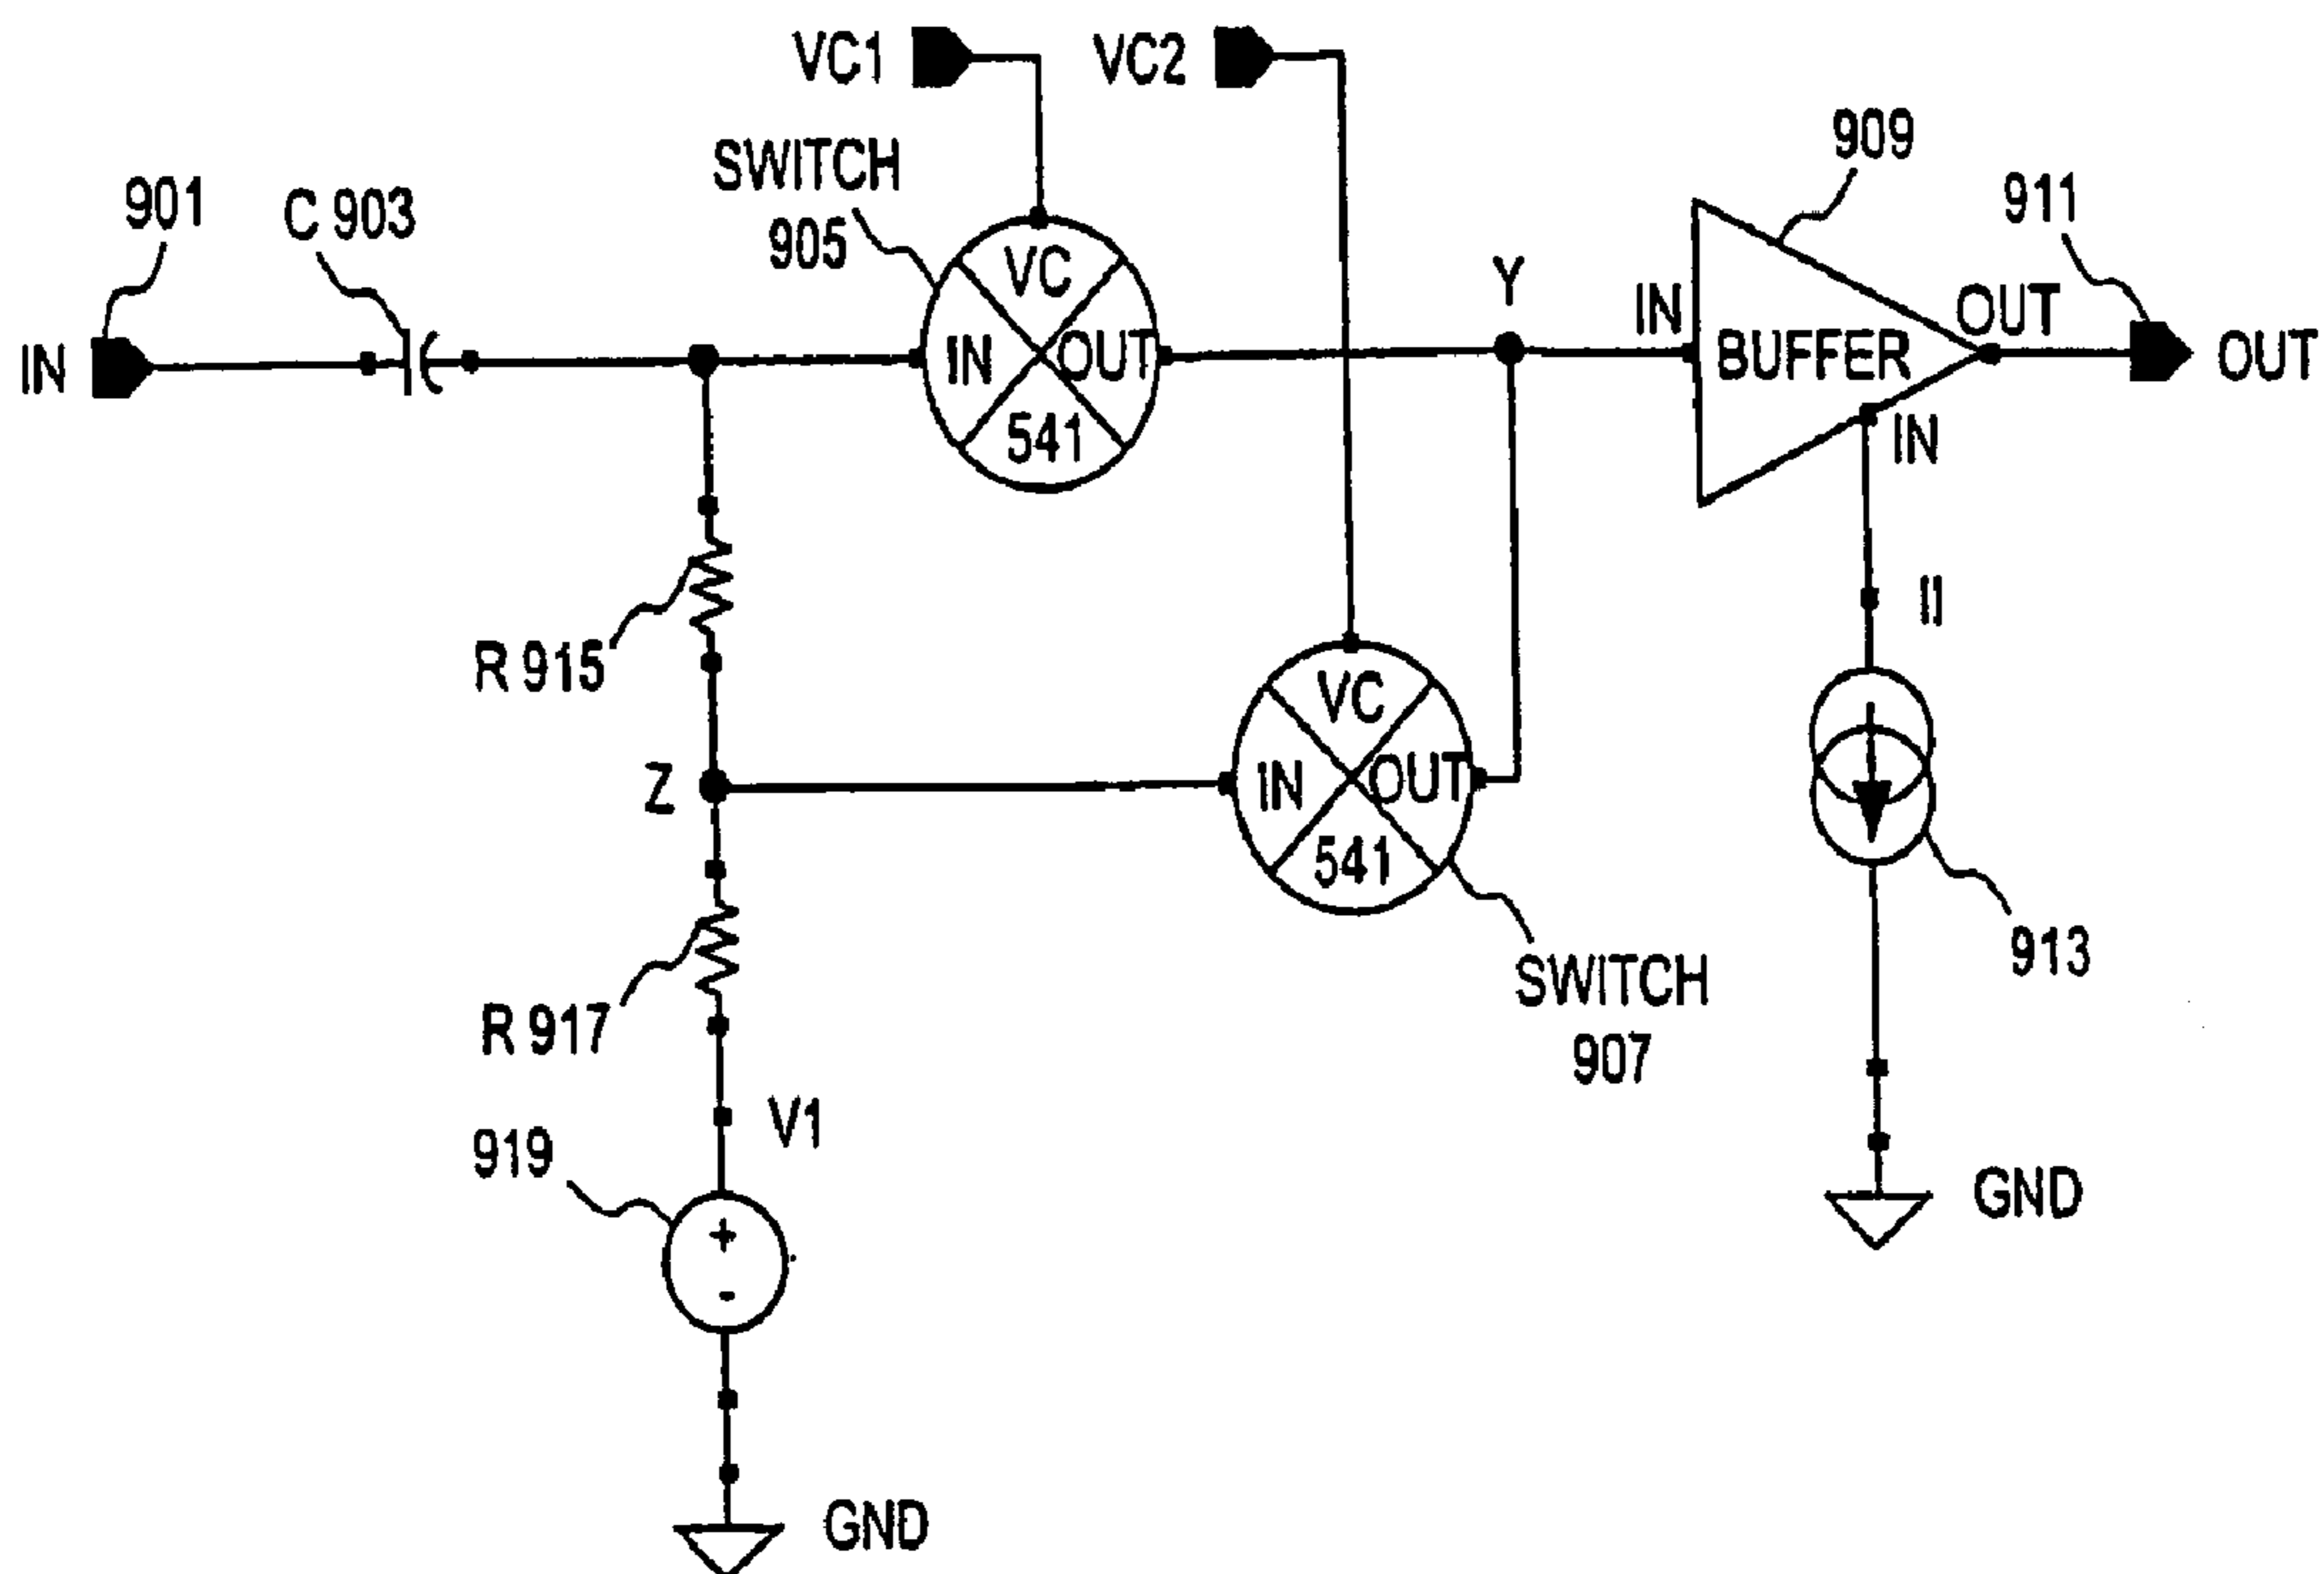 VC1
VC2
SWITCH
905
909
911
901
C 903
VC
IN
OUT
541
Y
IN
BUFFER
OUT
IN
OUT
IN
R 915
Z
VC
IN
OUT
541
SWITCH
907
913
R 917
V1
919
GND
GND